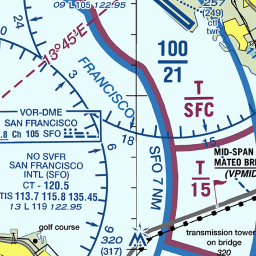 09 L 105 122.95
257
(249)
ctl
twr
13°45'E
3
100
21
FRANCISCO
T
SFC
VOR-DME
SAN FRANCISCO
.8 Ch 105 SFO
18
15
NO SVFR
SAN FRANCISCO
INTL (SFO)
CT - 120.5
TIS 113.7 115.8 135.45
13 L 119 122.95
SFO 7 NM
MID-SPAN
MATEO BR
(VPMID
T
15
golf course
320
(317)
transmission tower
on bridge
320